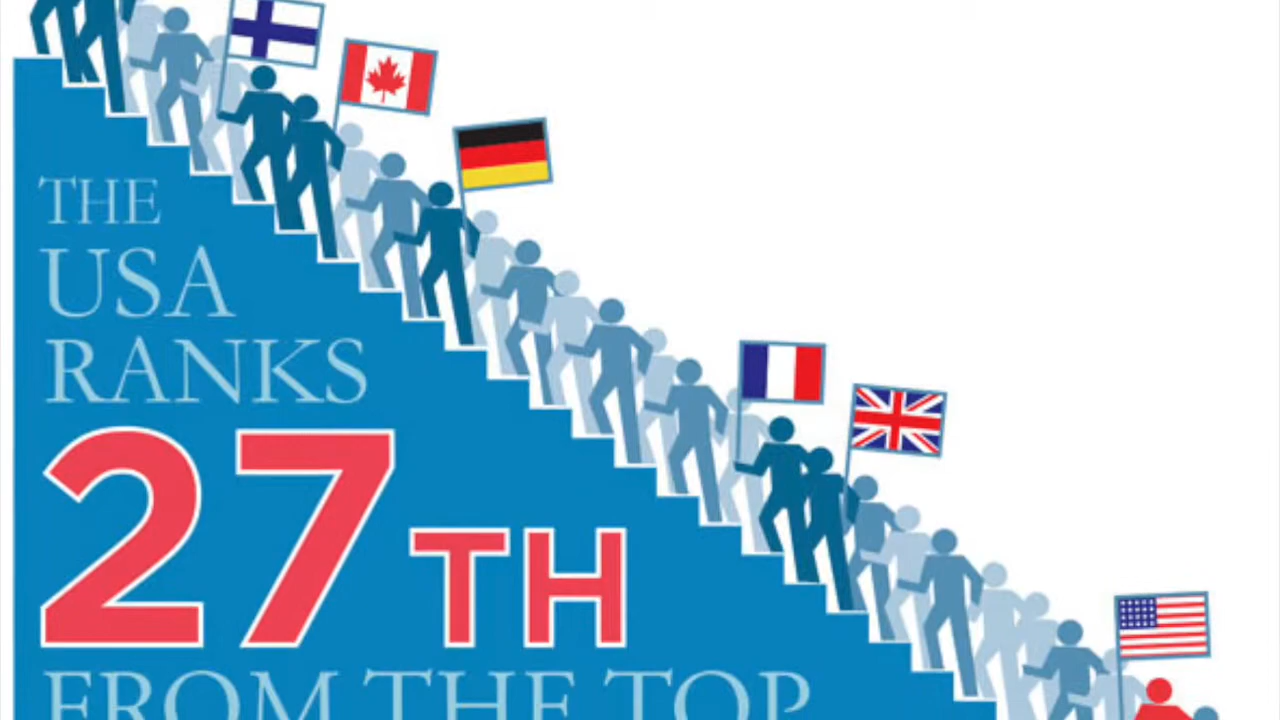 THE
USA
RANKS
27TH
FROM THE TOP